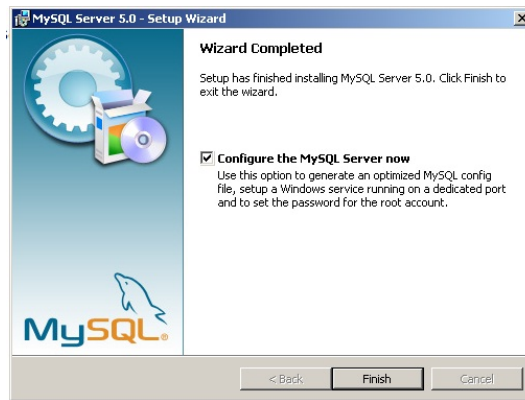 MySQL Server 5.0 - Setup Wizard
Wizard Completed
Setup has finished installing MySQL Server 5.0. Click Finish to
exit the wizard.
Configure the MySQL Server now
Use this option to generate an optimized MySQL config
file, setup a Windows service running on a dedicated port
and to set the password for the root account.
MySQL®
< Back Finish Cancel